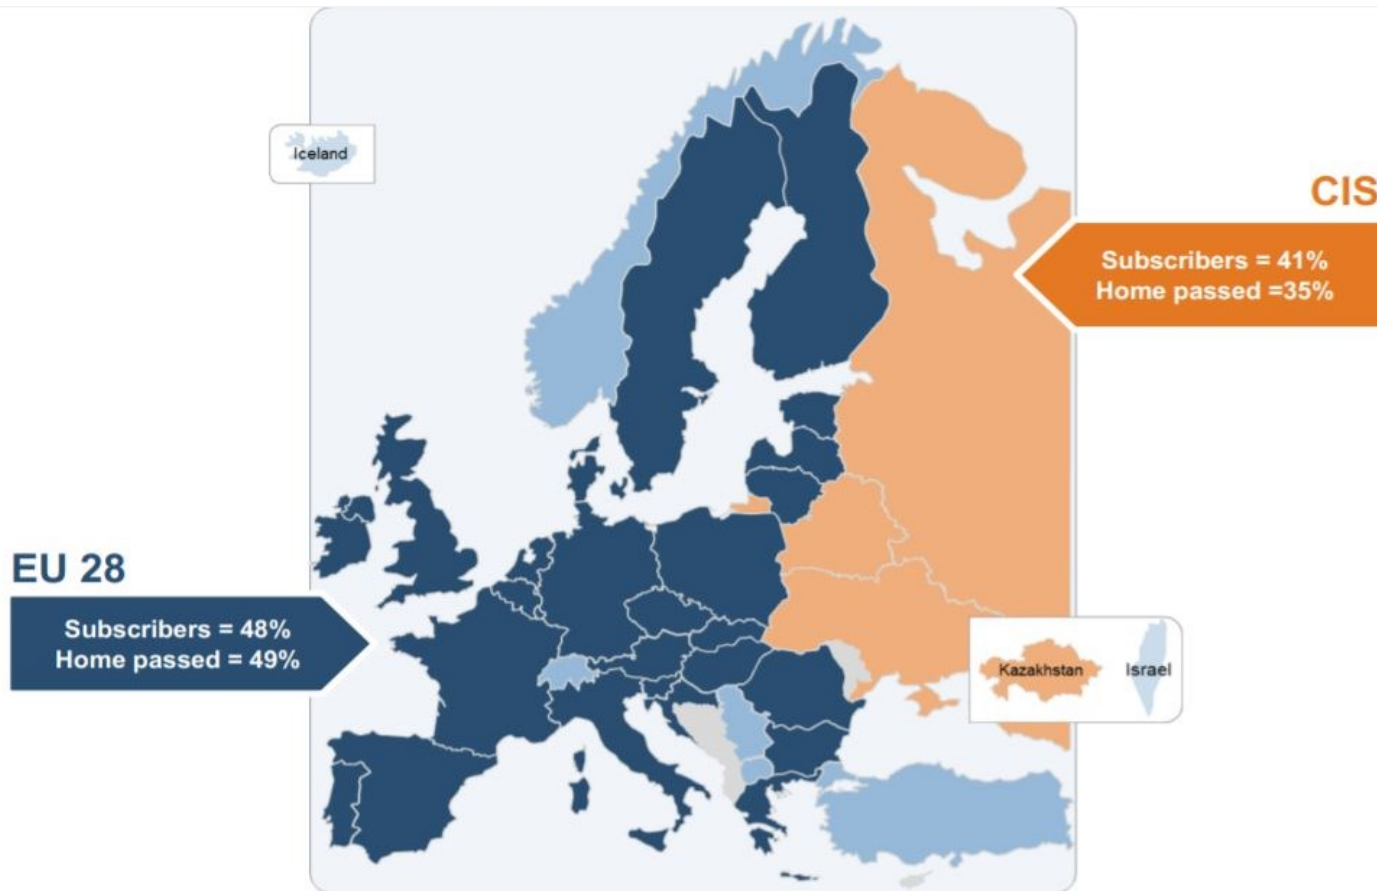 Iceland
CIS
Subscribers = 41%
Home passed =35%
EU 28
Subscribers = 48%
Home passed = 49%
Kazakhstan
Israel